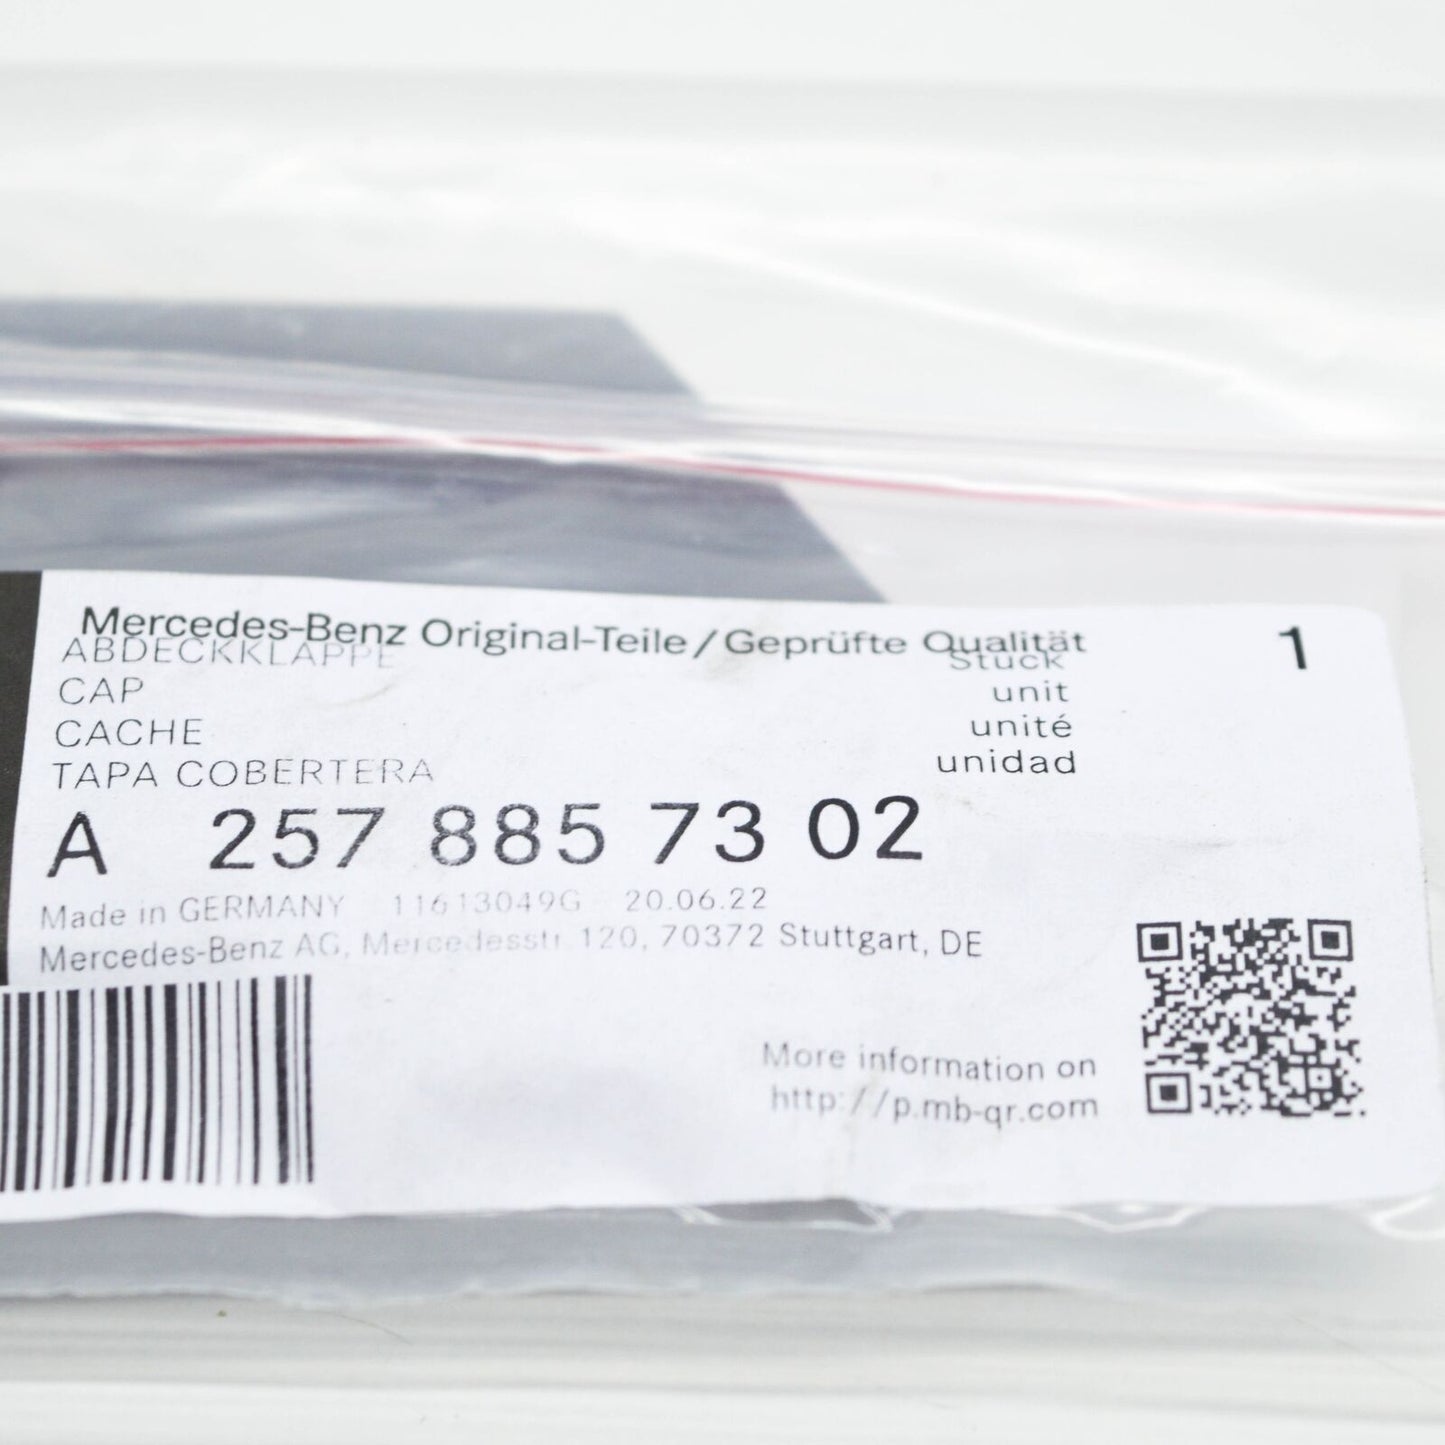 Mercedes-Benz Original-Teile / Geprüfte Qualität 1
ABDECKKLAPPE Stück
CAP unit
CACHE unité
TAPA COBERTERA unidad
A 257 885 73 02
Made in GERMANY 11613049G 20.06.22
Mercedes-Benz AG, Mercedesstr. 120, 70372 Stuttgart, DE
More information on
http://p.mb-qr.com